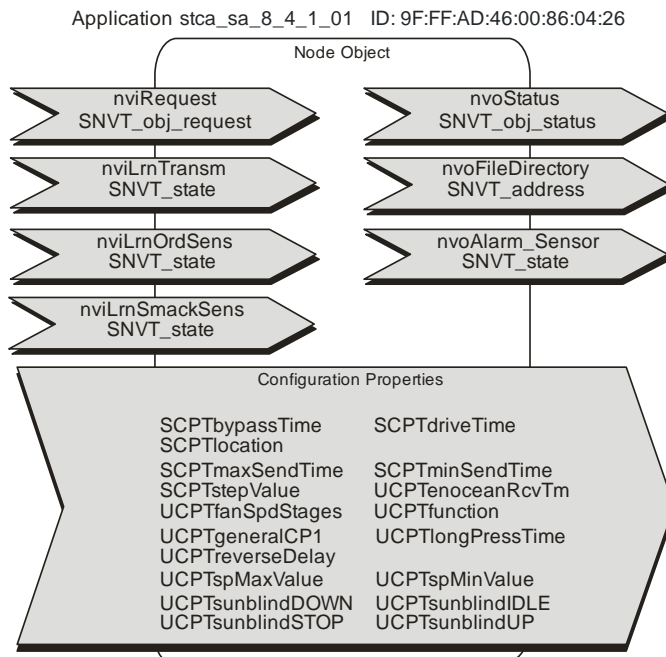 Application stca_sa_8_4_1_01 ID: 9F:FF:AD:46:00:86:04:26
Node Object
nviRequest
SNVT_obj_request
nvoStatus
SNVT_obj_status
nviLrnTransm
SNVT_state
nvoFileDirectory
SNVT_address
nviLrnOrdSens
SNVT_state
nvoAlarm_Sensor
SNVT_state
nviLrnSmackSens
SNVT_state
Configuration Properties
SCPTbypassTime SCPTdriveTime
SCPTlocation
SCPTmaxSendTime SCPTminSendTime
SCPTstepValue UCPTenoceanRcvTm
UCPTfanSpdStages UCPTfunction
UCPTgeneralCP1 UCPTlongPressTime
UCPTreverseDelay
UCPTspMaxValue UCPTspMinValue
UCPTsunblindDOWN UCPTsunblindIDLE
UCPTsunblindSTOP UCPTsunblindUP